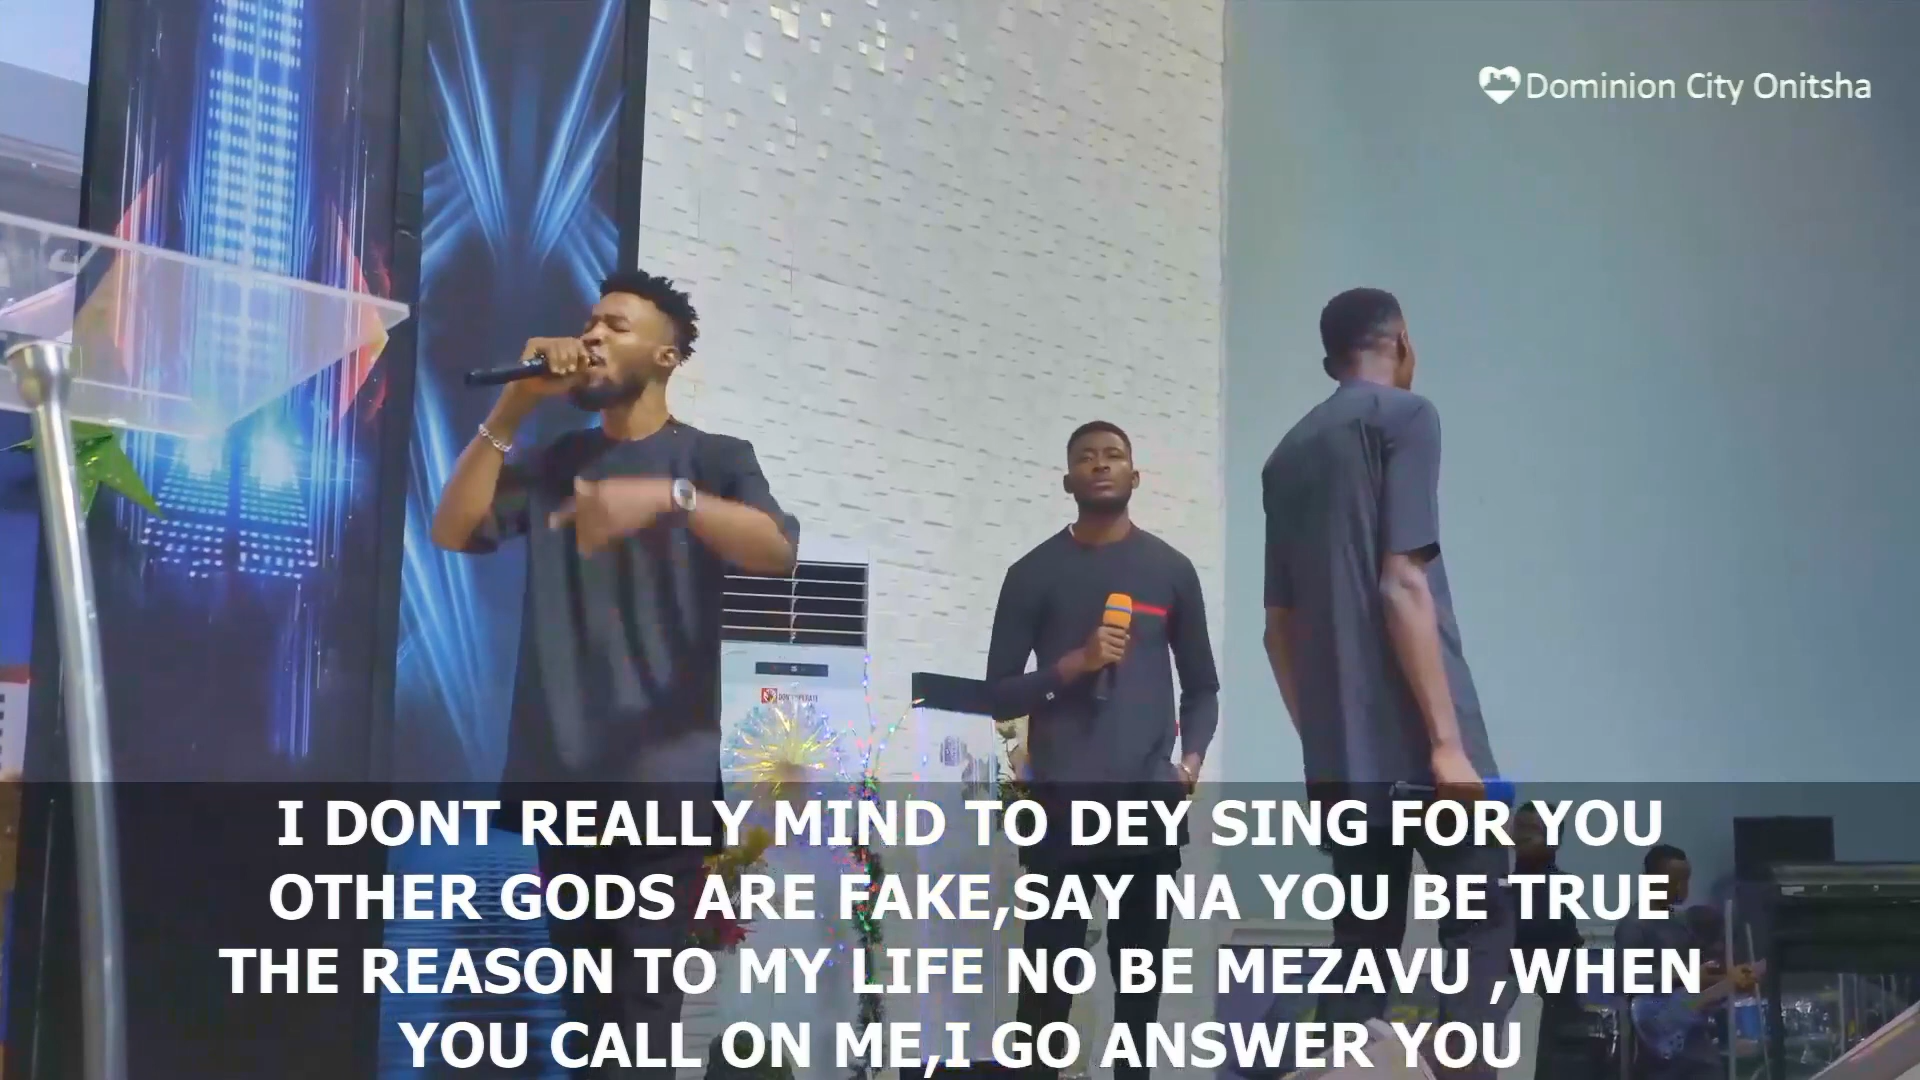 Dominion City Onitsha
I DONT REALLY MIND TO DEY SING FOR YOU
OTHER GODS ARE FAKE,SAY NA YOU BE TRUE
THE REASON TO MY LIFE NO BE MEZAVU ,WHEN
YOU CALL ON ME,I GO ANSWER YOU